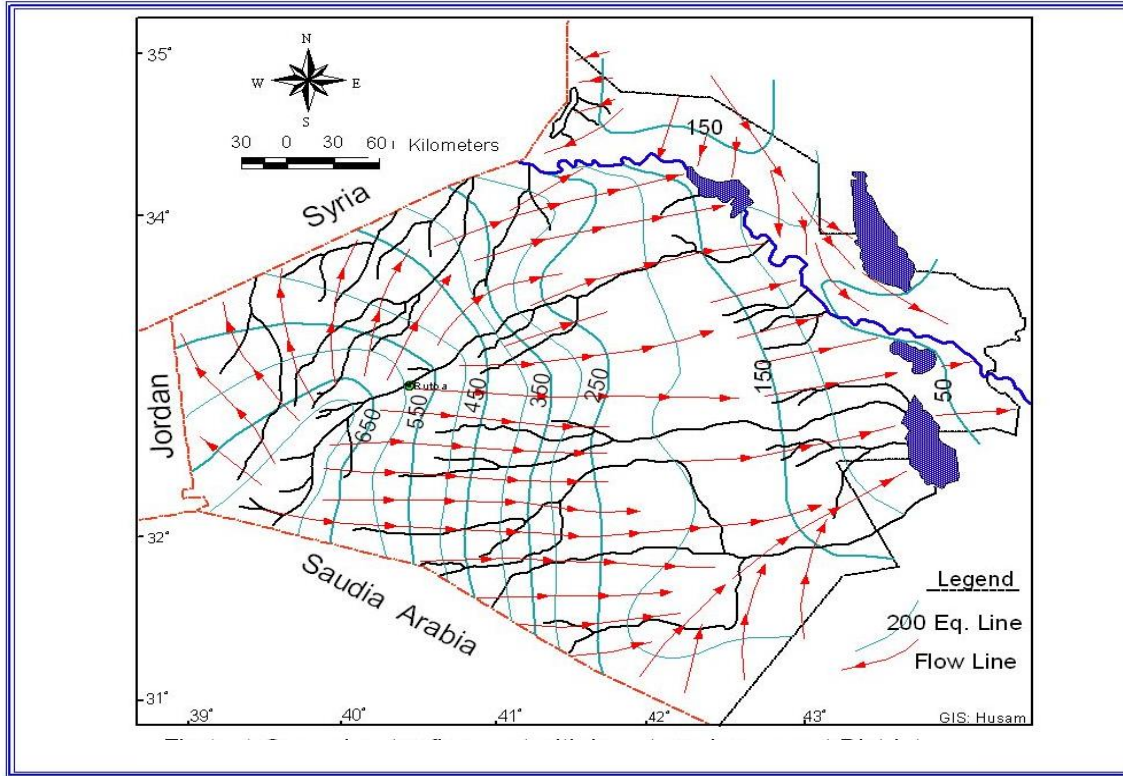 35°
N
W E
S
30 0 30 60 Kilometers
150
Syria
34°
Jordan
Rutba
650
550
450
350
250
150
50
32°
Saudia Arabia
Legend
200 Eq. Line
Flow Line
31°
39° 40° 41° 42° 43°
GIS: Husam